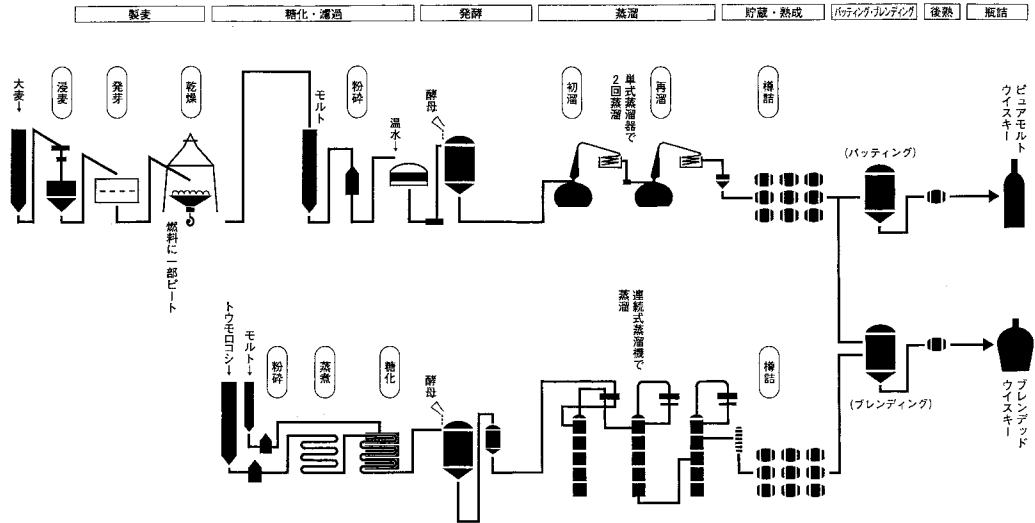 製麦
糖化・濾過
発酵
蒸溜
貯蔵・熟成
バッティング・ブレンディング
後熟
瓶詰
大麦→
浸麦
発芽
乾燥
燃料に一部ピート
モルト
粉砕
温水→
酵母
初溜
単式蒸溜器で
2回蒸溜
再溜
樽詰
(バッティング)
ピュアモルト
ウイスキー
トウモロコシ→
モルト→
粉砕
蒸煮
糖化
酵母
連続式蒸溜機で
蒸溜
樽詰
(ブレンディング)
ブレンデッド
ウイスキー